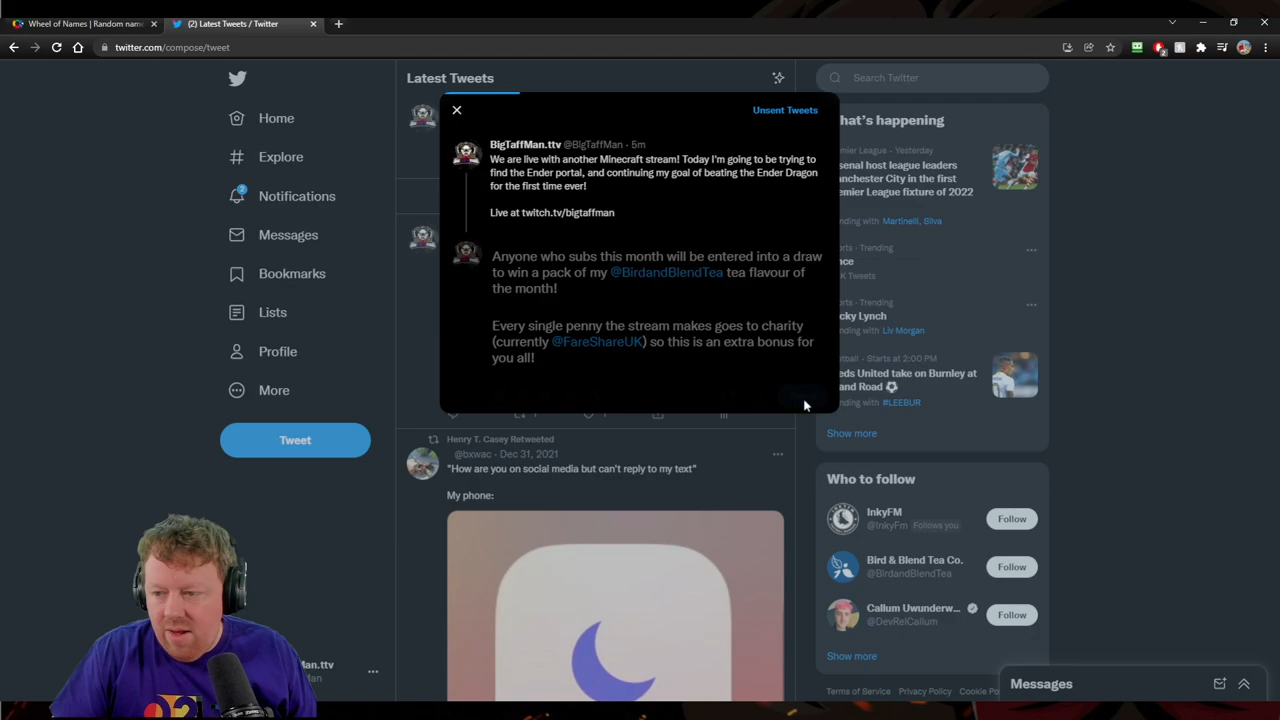 Wheel of Names | Random nam
(2) Latest Tweets / Twitter
twitter.com/compose/tweet
Home
Explore
2
Notifications
Messages
Bookmarks
Lists
Profile
More
Tweet
Latest Tweets
Unsent Tweets
BigTaffMan.ttv @BigTaffMan · 5m
We are live with another Minecraft stream! Today I'm going to be trying to
find the Ender portal, and continuing my goal of beating the Ender Dragon
for the first time ever!
Live at twitch.tv/bigtaffman
Anyone who subs this month will be entered into a draw
to win a pack of my @BirdandBlendTea tea flavour of
the month!
Every single penny the stream makes goes to charity
(currently @FareShareUK) so this is an extra bonus for
you all!
Henry T. Casey Retweeted
@bxwac · Dec 31, 2021
"How are you on social media but can't reply to my text"
My phone:
Search Twitter
hat's happening
emier League · Yesterday
senal host league leaders
anchester City in the first
emier League fixture of 2022
nding with Martinelli, Silva
orts · Trending
nce
K Tweets
orts · Trending
cky Lynch
nding with Liv Morgan
otball · Starts at 2:00 PM
eds United take on Burnley at
and Road
nding with #LEEBUR
Show more
Who to follow
InkyFM
@InkyFm Follows you
Follow
Bird & Blend Tea Co.
@BirdandBlendTea
Follow
Callum Uwunderw...
@DevRelCallum
Follow
Show more
Terms of Service Privacy Policy Cookie Po
Messages
n.ttv
Man